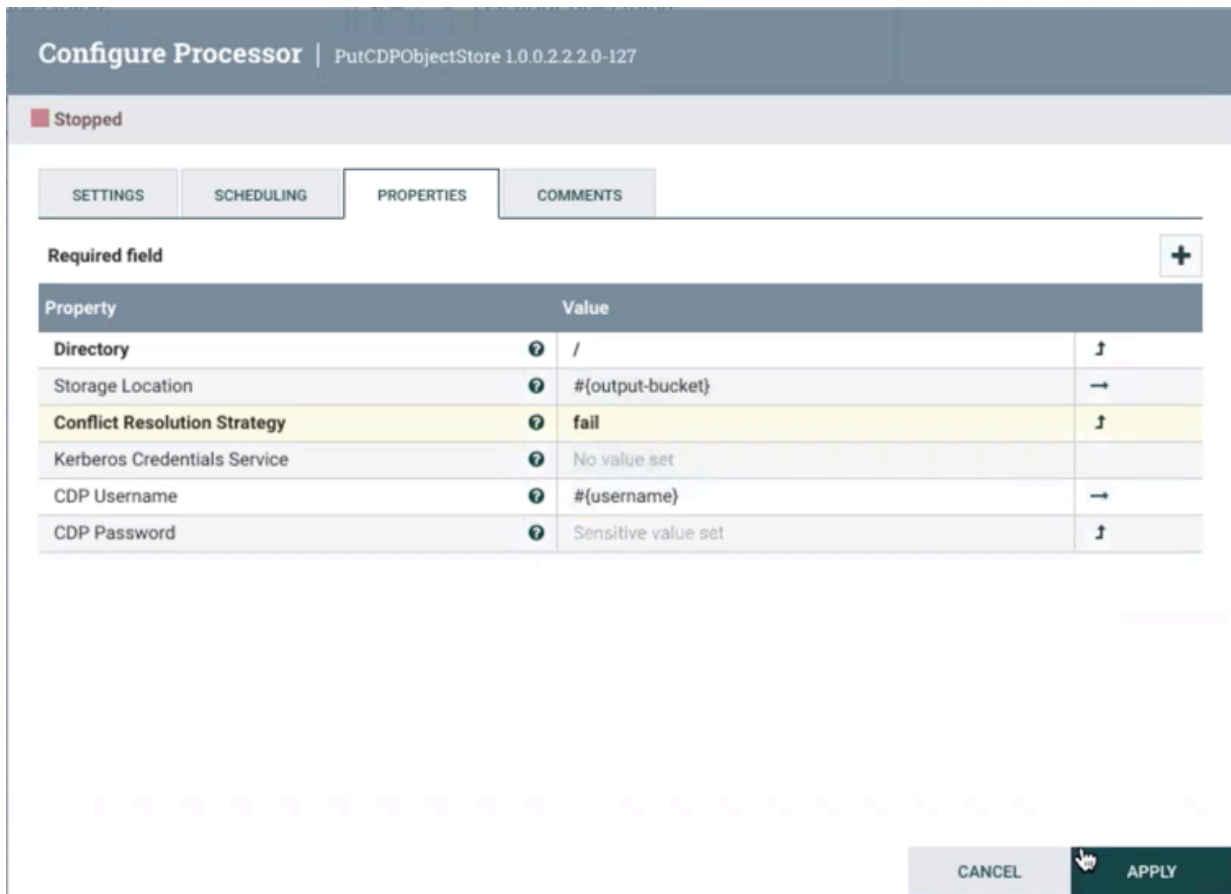 Configure Processor | PutCDPObjectStore 1.0.0.2.2.2.0-127
Stopped
SETTINGS SCHEDULING PROPERTIES COMMENTS
Required field
Property Value
Directory /
Storage Location #{output-bucket}
Conflict Resolution Strategy fail
Kerberos Credentials Service No value set
CDP Username #{username}
CDP Password Sensitive value set
CANCEL APPLY